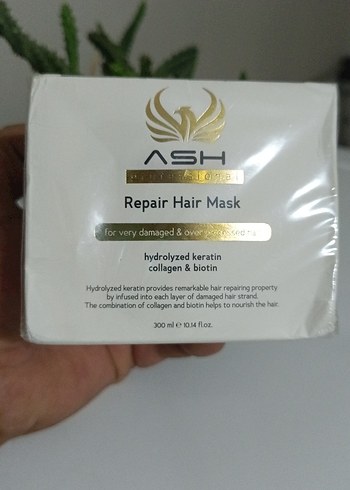 ASH
professional
Repair Hair Mask
for very damaged & over processed hair
hydrolyzed keratin
collagen & biotin
Hydrolyzed keratin provides remarkable hair repairing property
by infused into each layer of damaged hair strand.
The combination of collagen and biotin helps to nourish the hair.
300 ml ℮ 10.14 fl.oz.